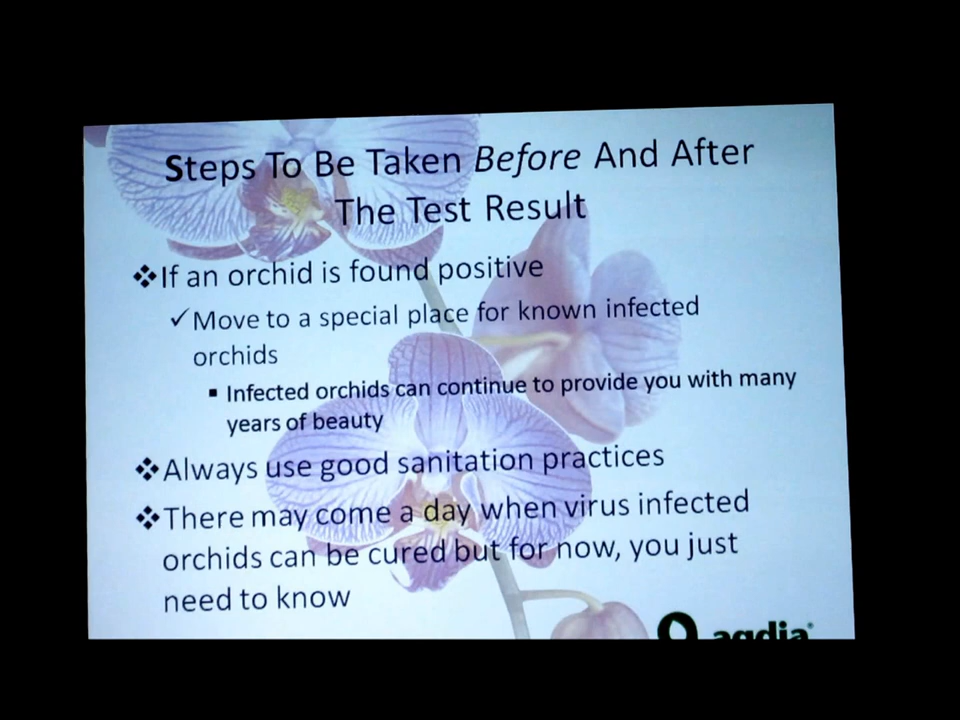 Steps To Be Taken Before And After
The Test Result
❖If an orchid is found positive
✓Move to a special place for known infected
orchids
▪ Infected orchids can continue to provide you with many
years of beauty
❖Always use good sanitation practices
❖There may come a day when virus infected
orchids can be cured but for now, you just
need to know
agdia®